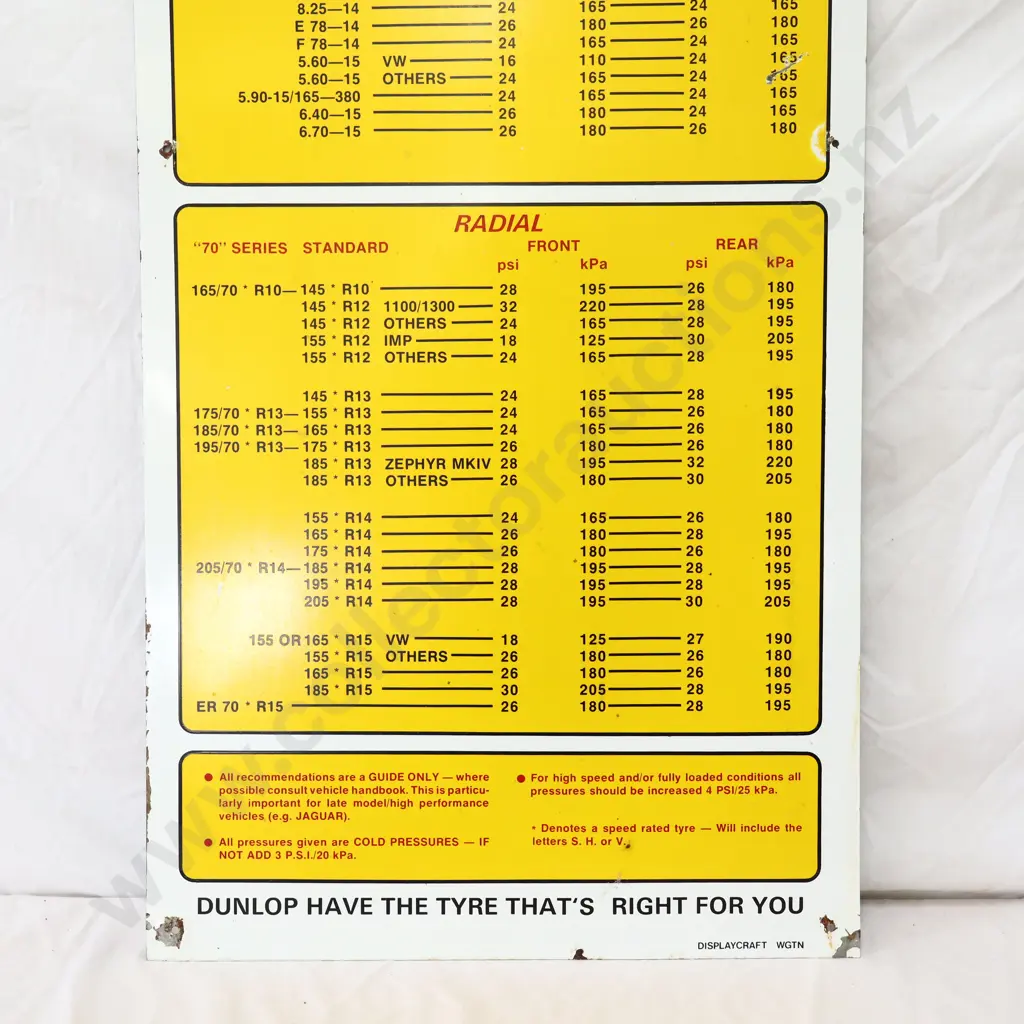 8.25—14 24 165 24 165
E 78—14 26 180 26 180
F 78—14 24 165 24 165
5.60—15 VW 16 110 24 165
5.60—15 OTHERS 24 165 24 165
5.90-15/165—380 24 165 24 165
6.40—15 26 180 24 165
6.70—15 26 180 26 180
RADIAL
"70" SERIES STANDARD FRONT REAR
psi kPa psi kPa
165/70 * R10—145 * R10 28 195 26 180
145 * R12 1100/1300 32 220 28 195
145 * R12 OTHERS 24 165 28 195
155 * R12 IMP 18 125 30 205
155 * R12 OTHERS 24 165 28 195
145 * R13 24 165 28 195
175/70 * R13—155 * R13 24 165 26 180
185/70 * R13—165 * R13 24 165 26 180
195/70 * R13—175 * R13 26 180 26 180
185 * R13 ZEPHYR MKIV 28 195 32 220
185 * R13 OTHERS 26 180 30 205
155 * R14 24 165 26 180
165 * R14 26 180 28 195
175 * R14 26 180 26 180
205/70 * R14—185 * R14 28 195 28 195
195 * R14 28 195 28 195
205 * R14 28 195 30 205
155 OR 165 * R15 VW 18 125 27 190
155 * R15 OTHERS 26 180 26 180
165 * R15 26 180 26 180
185 * R15 30 205 28 195
ER 70 * R15 26 180 28 195
• All recommendations are a GUIDE ONLY — where
possible consult vehicle handbook. This is particu-
larly important for late model/high performance
vehicles (e.g. JAGUAR).
• All pressures given are COLD PRESSURES — IF
NOT ADD 3 P.S.I./20 kPa.
• For high speed and/or fully loaded conditions all
pressures should be increased 4 PSI/25 kPa.
* Denotes a speed rated tyre — Will include the
letters S. H. or V.
DUNLOP HAVE THE TYRE THAT'S RIGHT FOR YOU
DISPLAYCRAFT WGTN
www.collectorauctions.nz